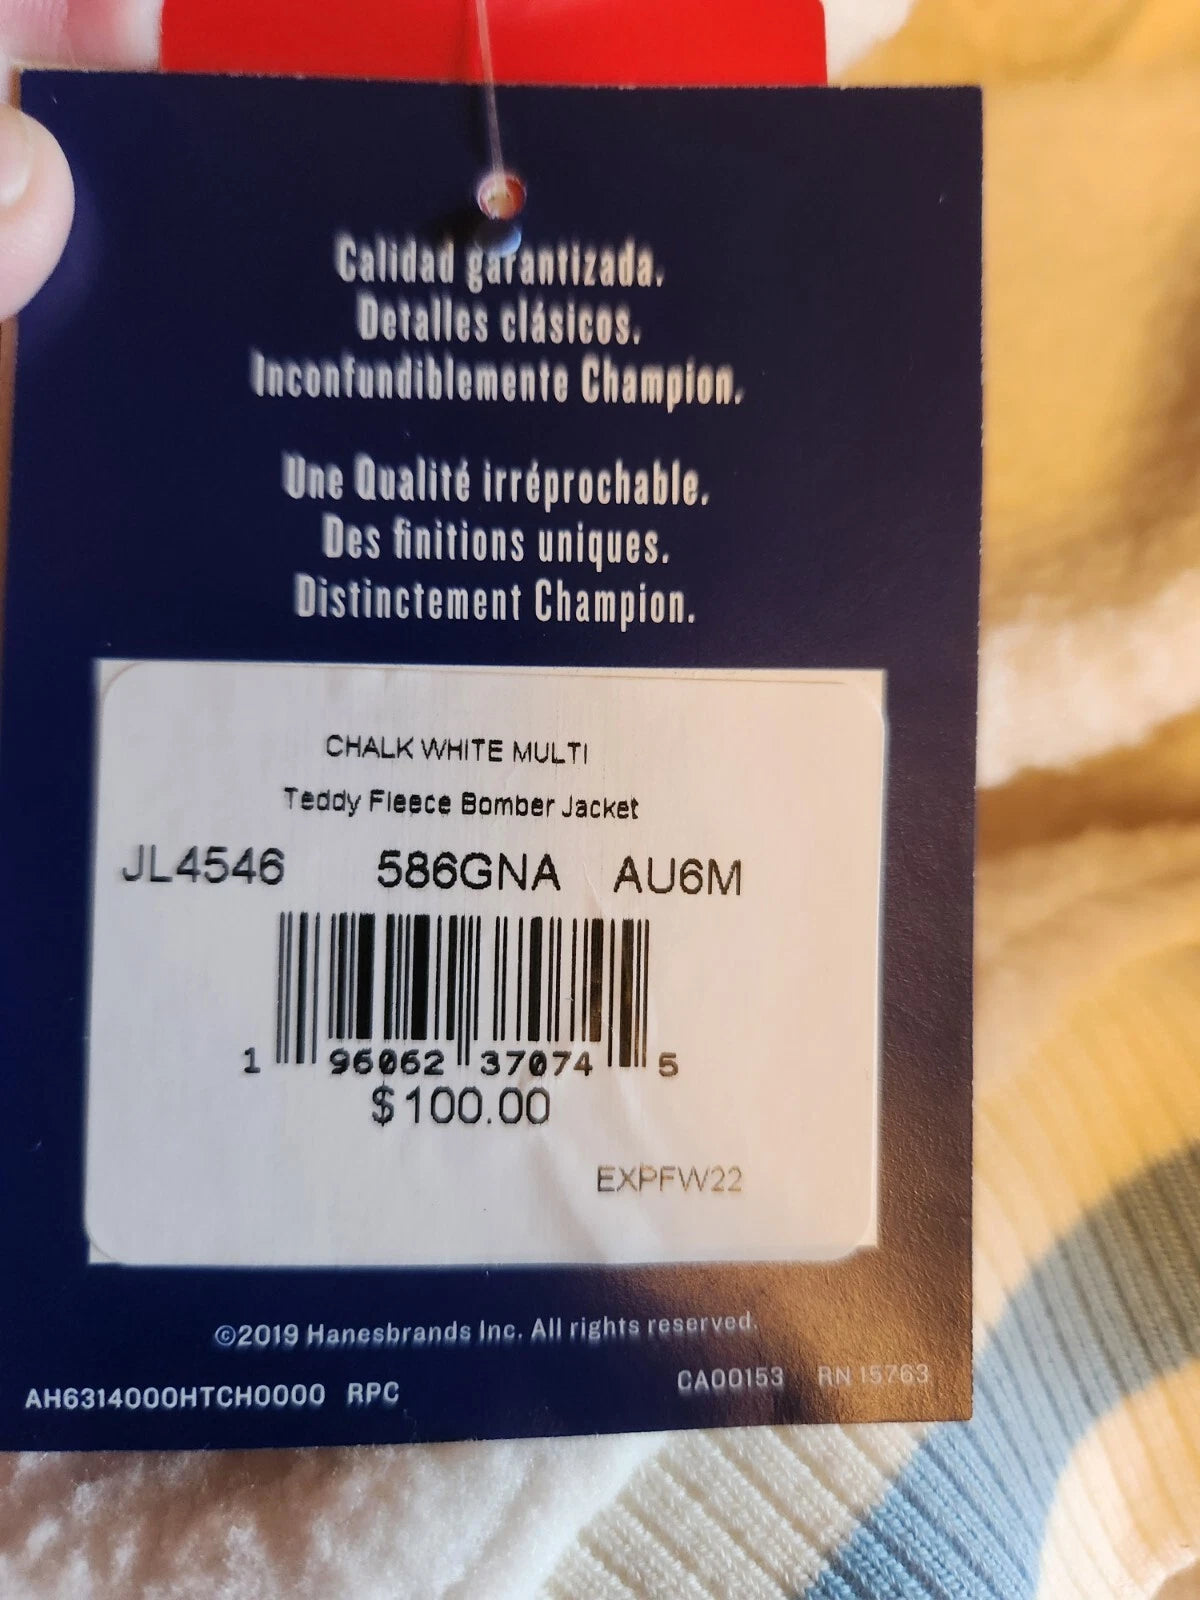 Calidad garantizada.
Detalles clásicos.
Inconfundiblemente Champion.
Une Qualité irréprochable.
Des finitions uniques.
Distinctement Champion.
CHALK WHITE MULTI
Teddy Fleece Bomber Jacket
JL4546 586GNA AU6M
1 96062 37074 5
$100.00
EXPFW22
©2019 Hanesbrands Inc. All rights reserved.
AH6314000HTCH0000 RPC CA00153 RN 15763